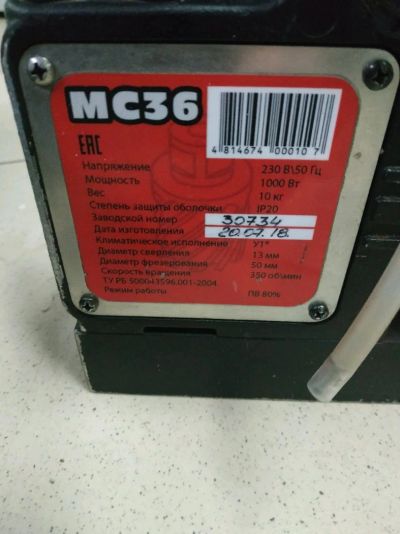 МС36
4 814674 000107
EAC
Напряжение 230 В\50 Гц
Мощность 1000 Вт
Вес 10 кг
Степень защиты оболочки IP20
Заводской номер 30734
Дата изготовления 20.07.18.
Климатическое исполнение У1*
Диаметр сверления 13 мм
Диаметр фрезерования 50 мм
Скорость вращения 350 об\мин
ТУ РБ 500043596.001-2004
Режим работы ПВ 80%